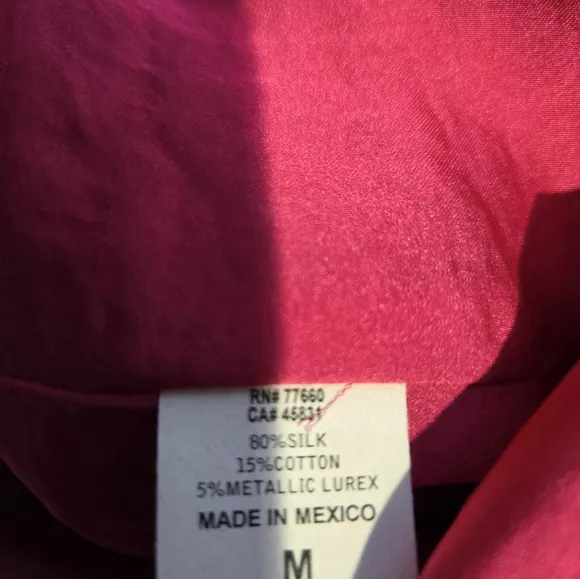 RN# 77660
CA# 45831
80%SILK
15%COTTON
5%METALLIC LUREX
MADE IN MEXICO
M